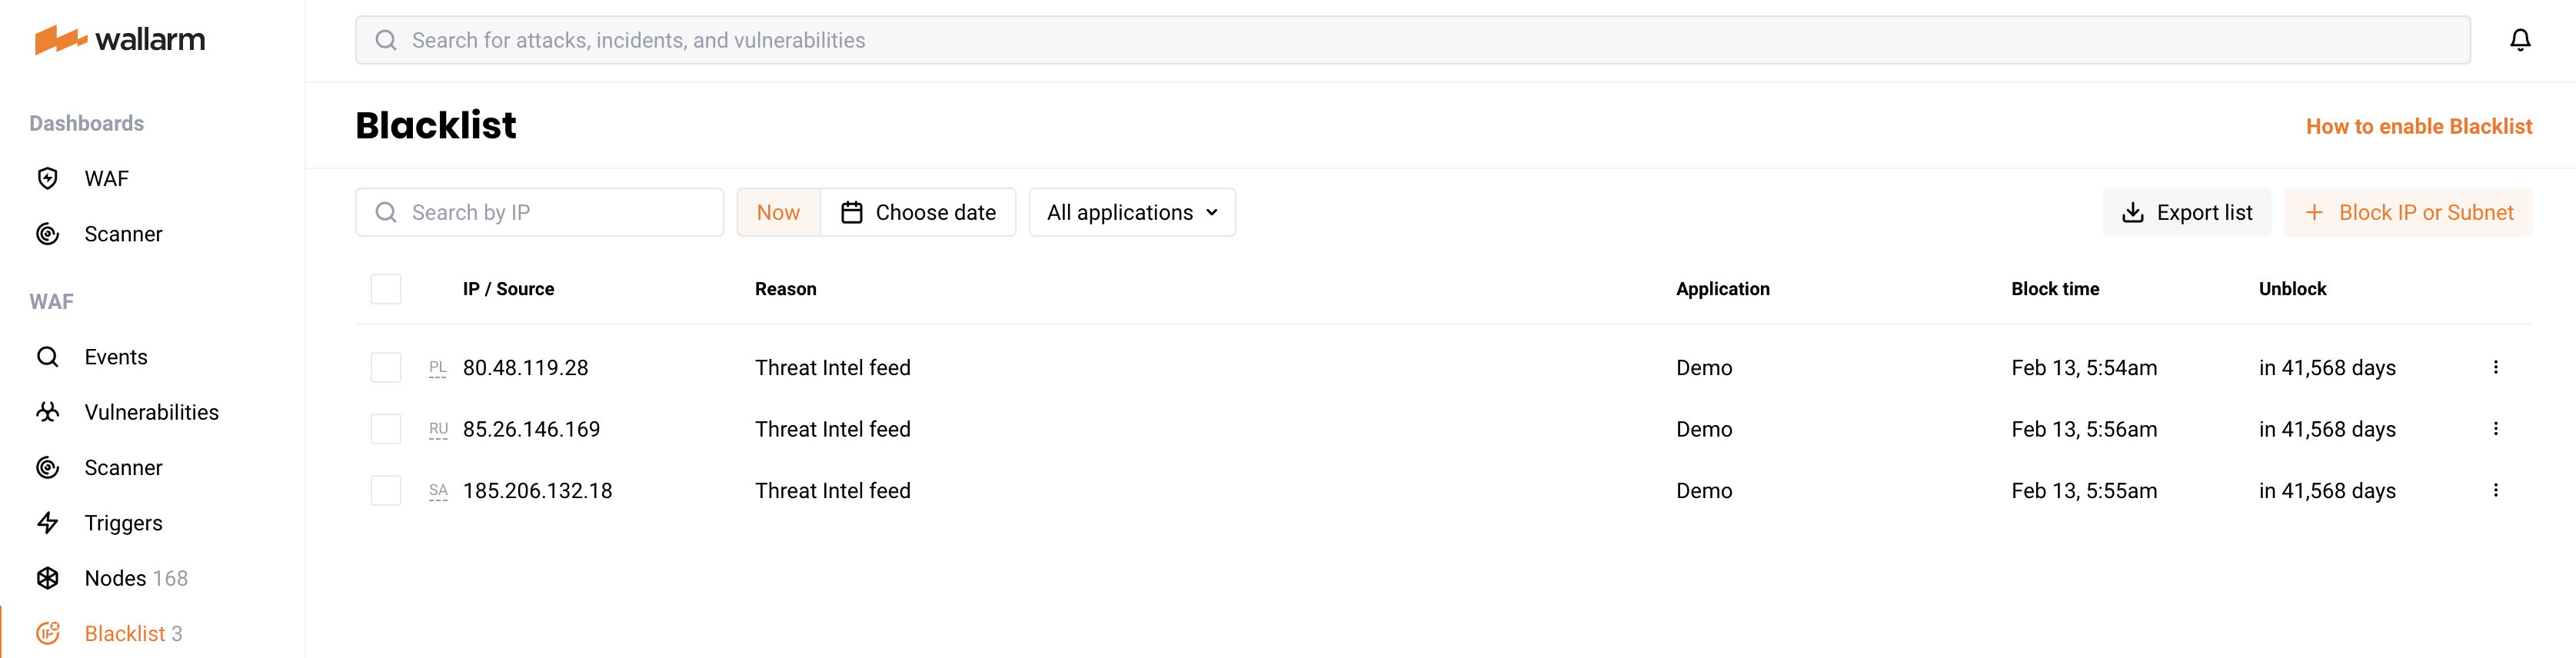 wallarm
Search for attacks, incidents, and vulnerabilities
Dashboards
WAF
Scanner
WAF
Events
Vulnerabilities
Scanner
Triggers
Nodes 168
Blacklist 3
Blacklist
How to enable Blacklist
Search by IP
Now
Choose date
All applications
Export list
Block IP or Subnet
IP / Source Reason Application Block time Unblock
PL 80.48.119.28 Threat Intel feed Demo Feb 13, 5:54am in 41,568 days
RU 85.26.146.169 Threat Intel feed Demo Feb 13, 5:56am in 41,568 days
SA 185.206.132.18 Threat Intel feed Demo Feb 13, 5:55am in 41,568 days